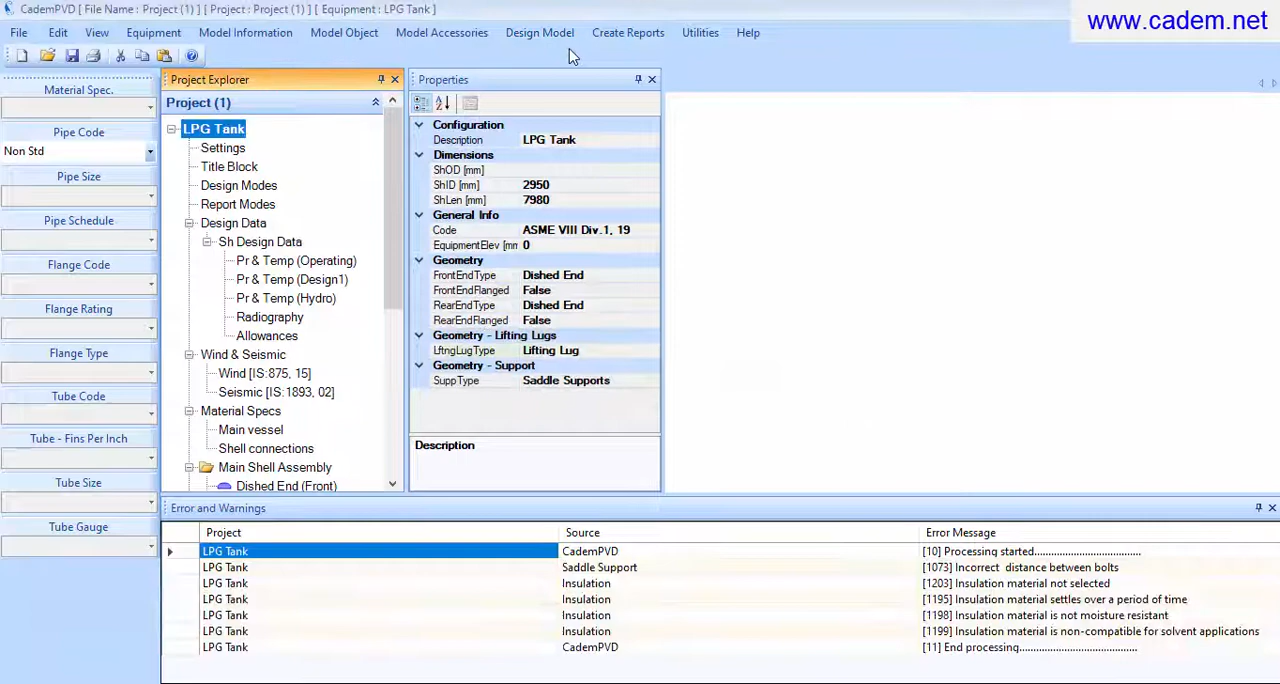 CademPVD [ File Name : Project (1) ] [ Project : Project (1) ] [ Equipment : LPG Tank ]
www.cadem.net
File Edit View Equipment Model Information Model Object Model Accessories Design Model Create Reports Utilities Help
Material Spec.
Pipe Code
Non Std
Pipe Size
Pipe Schedule
Flange Code
Flange Rating
Flange Type
Tube Code
Tube - Fins Per Inch
Tube Size
Tube Gauge
Project Explorer
Project (1)
LPG Tank
Settings
Title Block
Design Modes
Report Modes
Design Data
Sh Design Data
Pr & Temp (Operating)
Pr & Temp (Design1)
Pr & Temp (Hydro)
Radiography
Allowances
Wind & Seismic
Wind [IS:875, 15]
Seismic [IS:1893, 02]
Material Specs
Main vessel
Shell connections
Main Shell Assembly
Dished End (Front)
Properties
Configuration
Description LPG Tank
Dimensions
ShOD [mm]
ShID [mm] 2950
ShLen [mm] 7980
General Info
Code ASME VIII Div.1, 19
EquipmentElev [mm 0
Geometry
FrontEndType Dished End
FrontEndFlanged False
RearEndType Dished End
RearEndFlanged False
Geometry - Lifting Lugs
LftngLugType Lifting Lug
Geometry - Support
SuppType Saddle Supports
Description
Error and Warnings
Project Source Error Message
LPG Tank CademPVD [10] Processing started........................................
LPG Tank Saddle Support [1073] Incorrect distance between bolts
LPG Tank Insulation [1203] Insulation material not selected
LPG Tank Insulation [1195] Insulation material settles over a period of time
LPG Tank Insulation [1198] Insulation material is not moisture resistant
LPG Tank Insulation [1199] Insulation material is non-compatible for solvent applications
LPG Tank CademPVD [11] End processing............................................